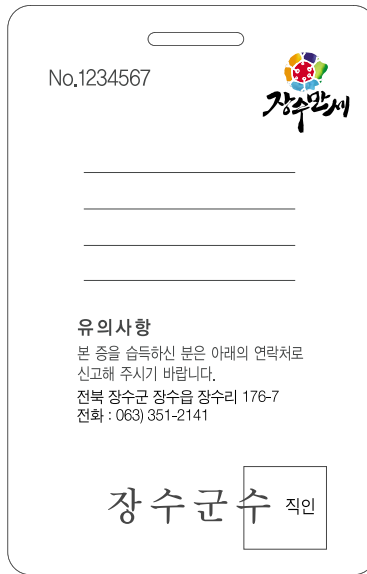 No.1234567
장수만세
유의사항
본 증을 습득하신 분은 아래의 연락처로
신고해 주시기 바랍니다.
전북 장수군 장수읍 장수리 176-7
전화 : 063) 351-2141
장수군수 직인